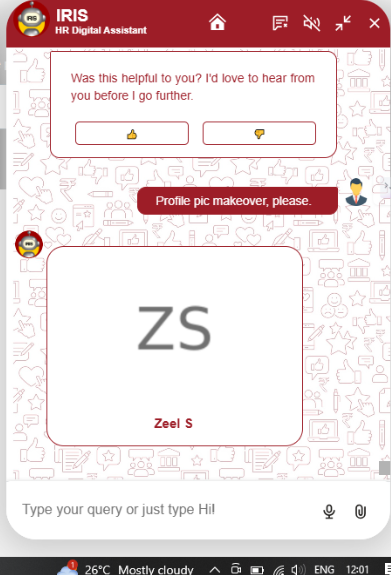 IRIS
HR Digital Assistant
Was this helpful to you? I'd love to hear from
you before I go further.
Profile pic makeover, please.
ZS
Zeel S
Type your query or just type Hi!
1
26°C Mostly cloudy
ENG
12:01